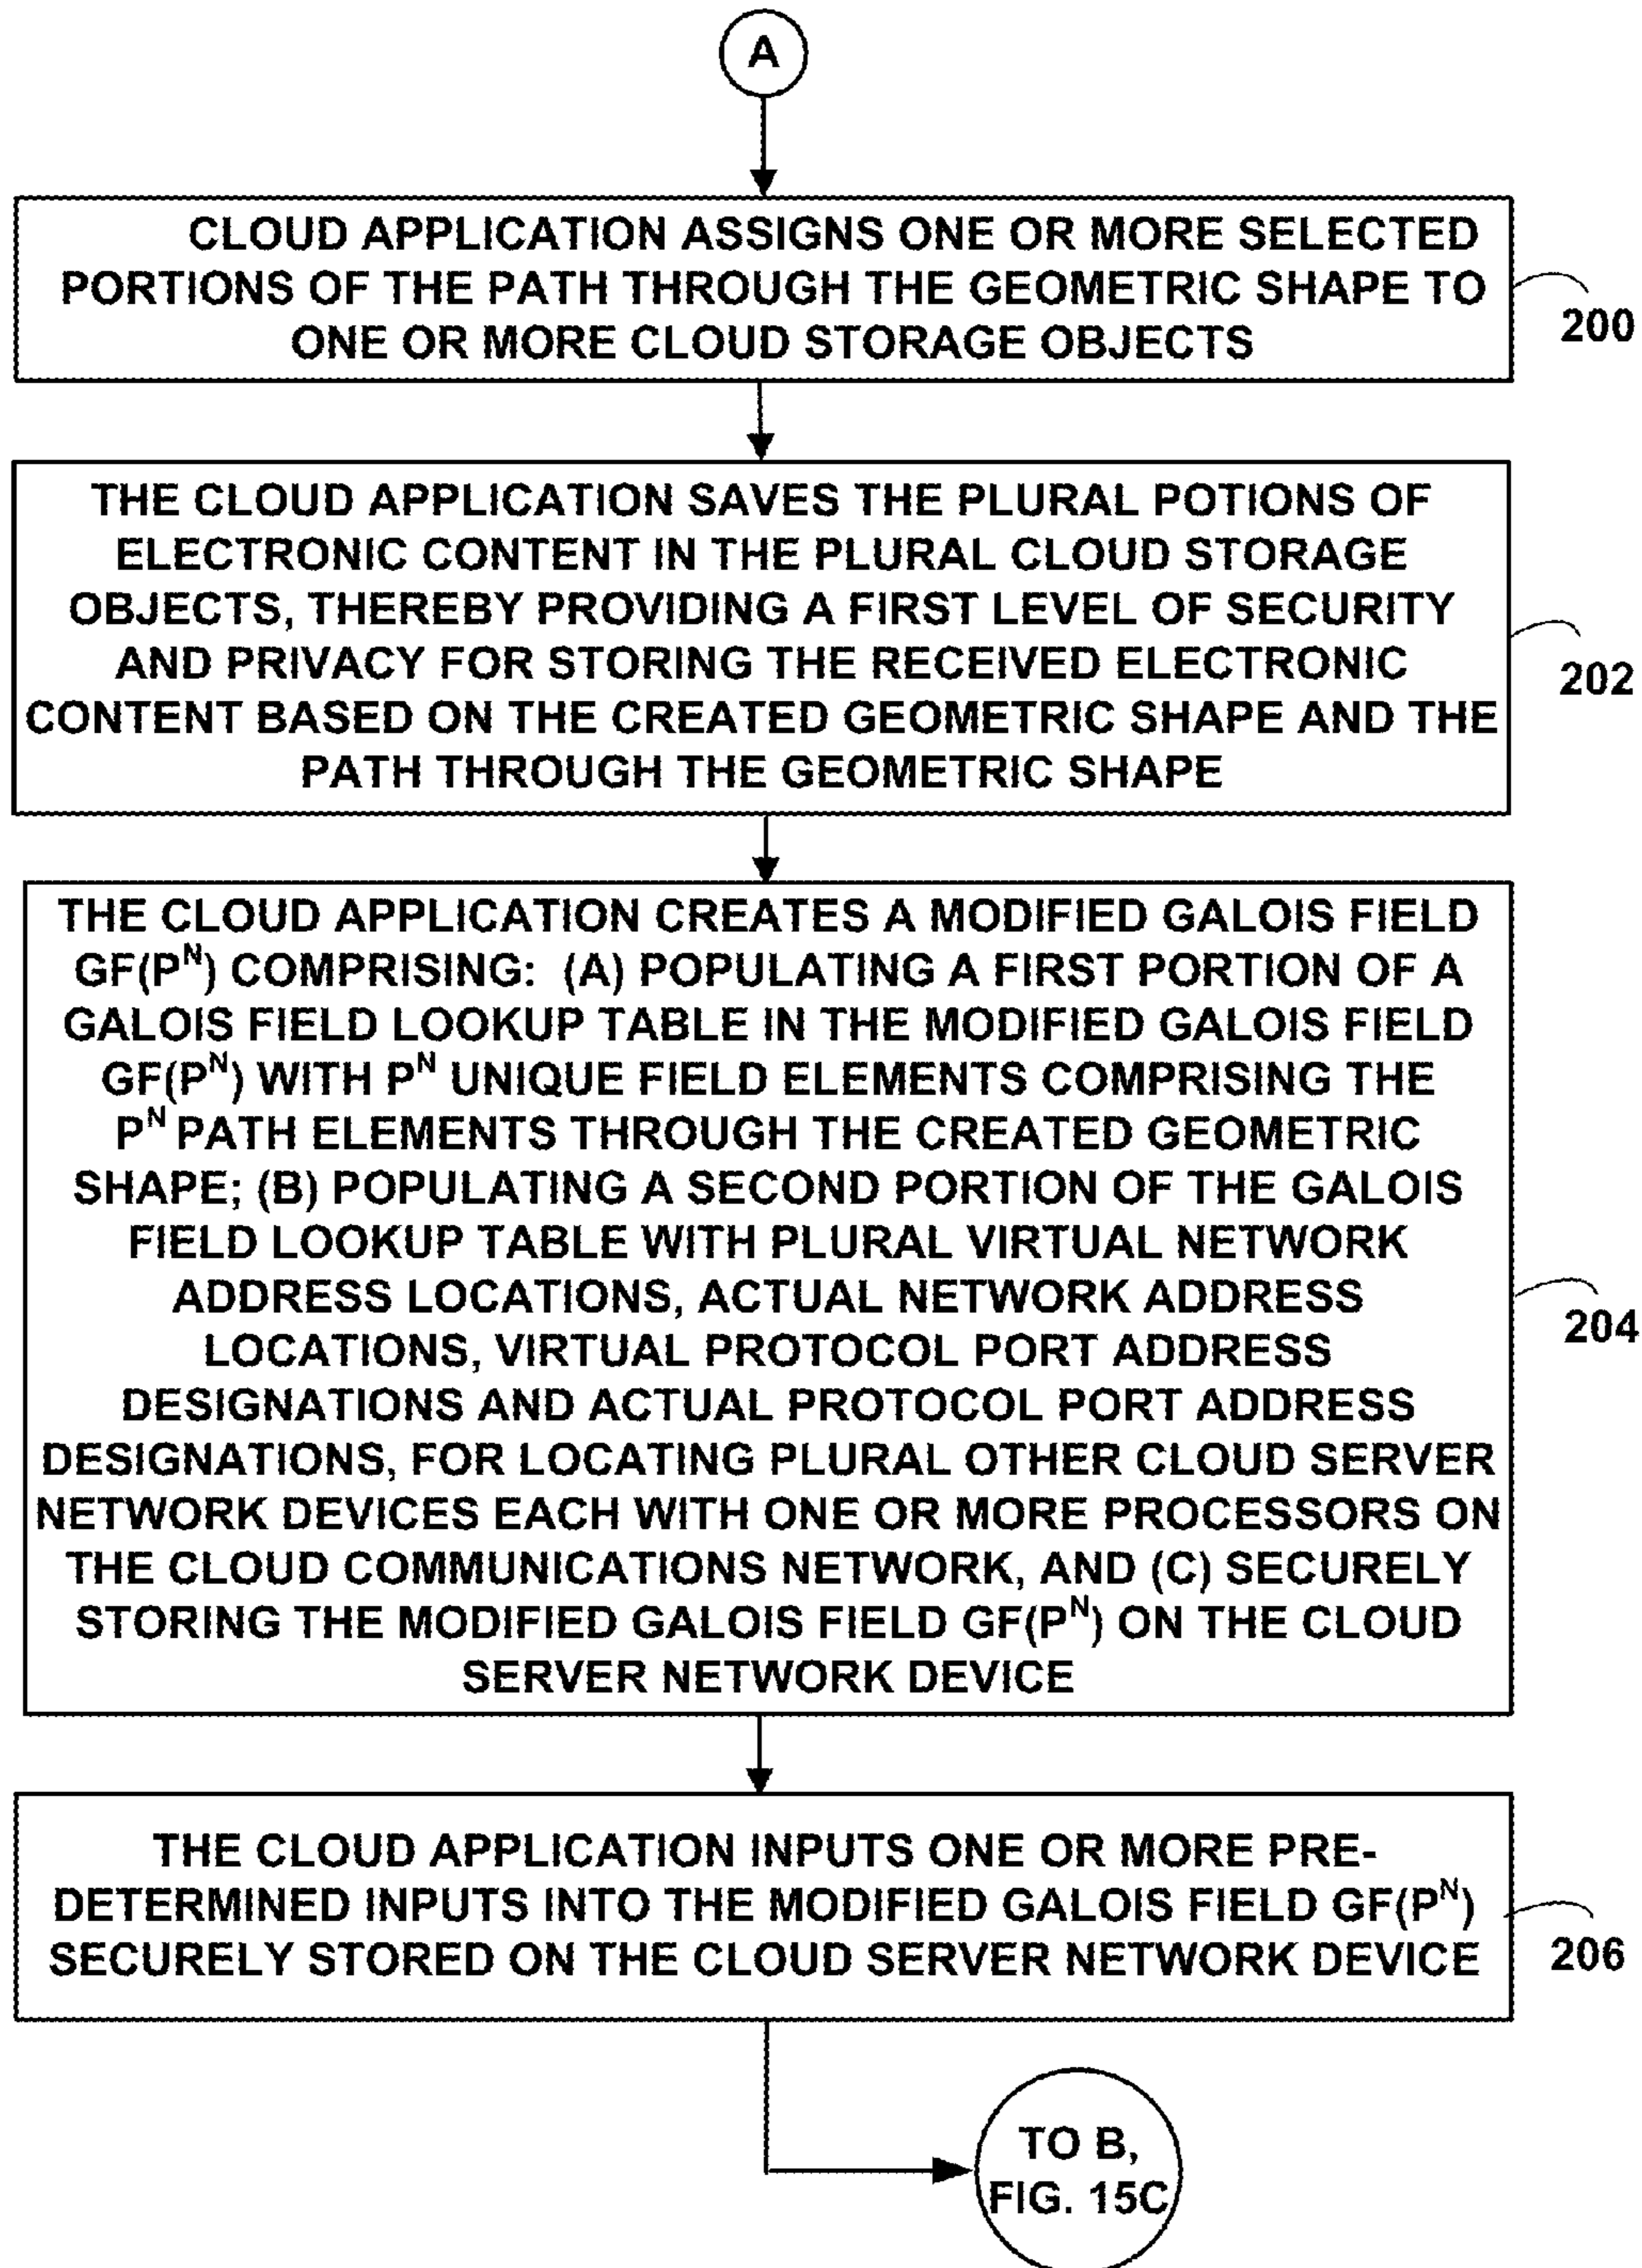 A
CLOUD APPLICATION ASSIGNS ONE OR MORE SELECTED
PORTIONS OF THE PATH THROUGH THE GEOMETRIC SHAPE TO
ONE OR MORE CLOUD STORAGE OBJECTS
200
THE CLOUD APPLICATION SAVES THE PLURAL POTIONS OF
ELECTRONIC CONTENT IN THE PLURAL CLOUD STORAGE
OBJECTS, THEREBY PROVIDING A FIRST LEVEL OF SECURITY
AND PRIVACY FOR STORING THE RECEIVED ELECTRONIC
CONTENT BASED ON THE CREATED GEOMETRIC SHAPE AND THE
PATH THROUGH THE GEOMETRIC SHAPE
202
THE CLOUD APPLICATION CREATES A MODIFIED GALOIS FIELD
GF(P^N) COMPRISING: (A) POPULATING A FIRST PORTION OF A
GALOIS FIELD LOOKUP TABLE IN THE MODIFIED GALOIS FIELD
GF(P^N) WITH P^N UNIQUE FIELD ELEMENTS COMPRISING THE
P^N PATH ELEMENTS THROUGH THE CREATED GEOMETRIC
SHAPE; (B) POPULATING A SECOND PORTION OF THE GALOIS
FIELD LOOKUP TABLE WITH PLURAL VIRTUAL NETWORK
ADDRESS LOCATIONS, ACTUAL NETWORK ADDRESS
LOCATIONS, VIRTUAL PROTOCOL PORT ADDRESS
DESIGNATIONS AND ACTUAL PROTOCOL PORT ADDRESS
DESIGNATIONS, FOR LOCATING PLURAL OTHER CLOUD SERVER
NETWORK DEVICES EACH WITH ONE OR MORE PROCESSORS ON
THE CLOUD COMMUNICATIONS NETWORK, AND (C) SECURELY
STORING THE MODIFIED GALOIS FIELD GF(P^N) ON THE CLOUD
SERVER NETWORK DEVICE
204
THE CLOUD APPLICATION INPUTS ONE OR MORE PRE-
DETERMINED INPUTS INTO THE MODIFIED GALOIS FIELD GF(P^N)
SECURELY STORED ON THE CLOUD SERVER NETWORK DEVICE
206
TO B,
FIG. 15C